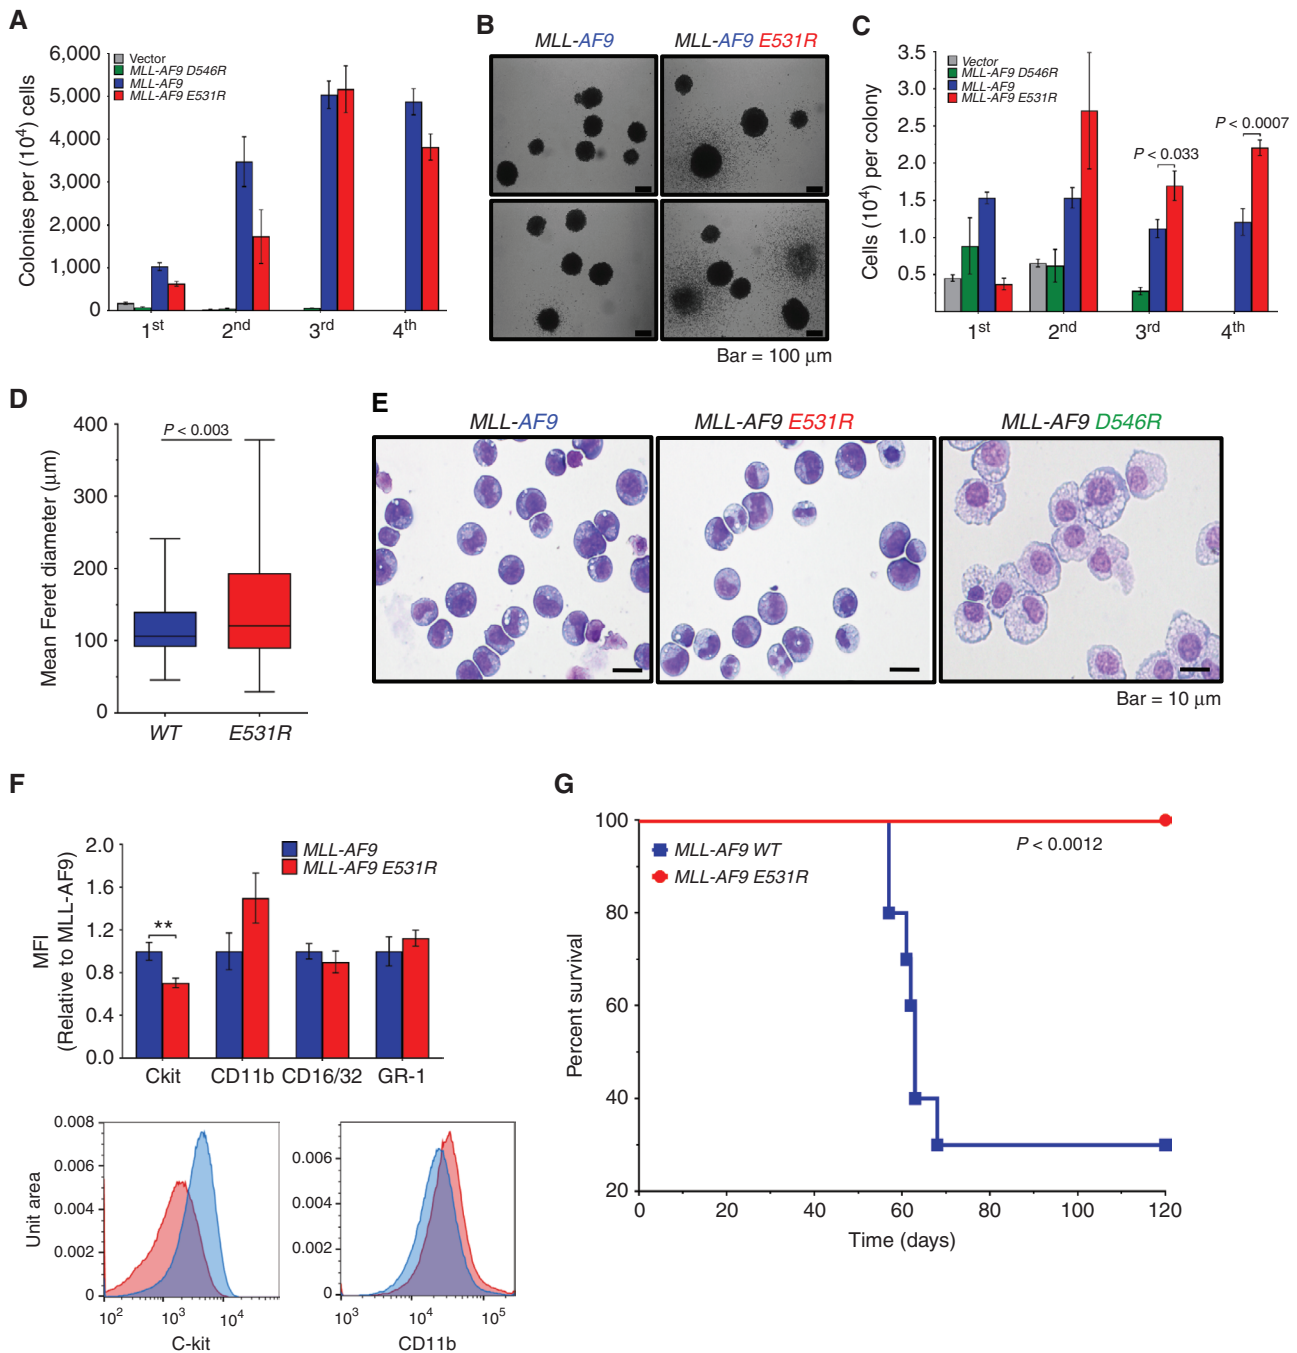 A
Colonies per (10⁴) cells
6,000
5,000
4,000
3,000
2,000
1,000
0
Vector
MLL-AF9 D546R
MLL-AF9
MLL-AF9 E531R
1st
2nd
3rd
4th
B
MLL-AF9
MLL-AF9 E531R
Bar = 100 µm
C
Cells (10⁴) per colony
3.5
3.0
2.5
2.0
1.5
1.0
0.5
Vector
MLL-AF9 D546R
MLL-AF9
MLL-AF9 E531R
P < 0.033
P < 0.0007
1st
2nd
3rd
4th
D
Mean Feret diameter (µm)
400
300
200
100
0
P < 0.003
WT
E531R
E
MLL-AF9
MLL-AF9 E531R
MLL-AF9 D546R
Bar = 10 µm
F
MFI
(Relative to MLL-AF9)
2.0
1.6
1.2
0.8
0.4
0.0
MLL-AF9
MLL-AF9 E531R
**
Ckit
CD11b
CD16/32
GR-1
Unit area
0.008
0.006
0.004
0.002
0
10² 10³ 10⁴
C-kit
0.006
0.004
0.002
0
10³ 10⁴ 10⁵
CD11b
G
Percent survival
100
80
60
40
20
MLL-AF9 WT
MLL-AF9 E531R
P < 0.0012
0 20 40 60 80 100 120
Time (days)